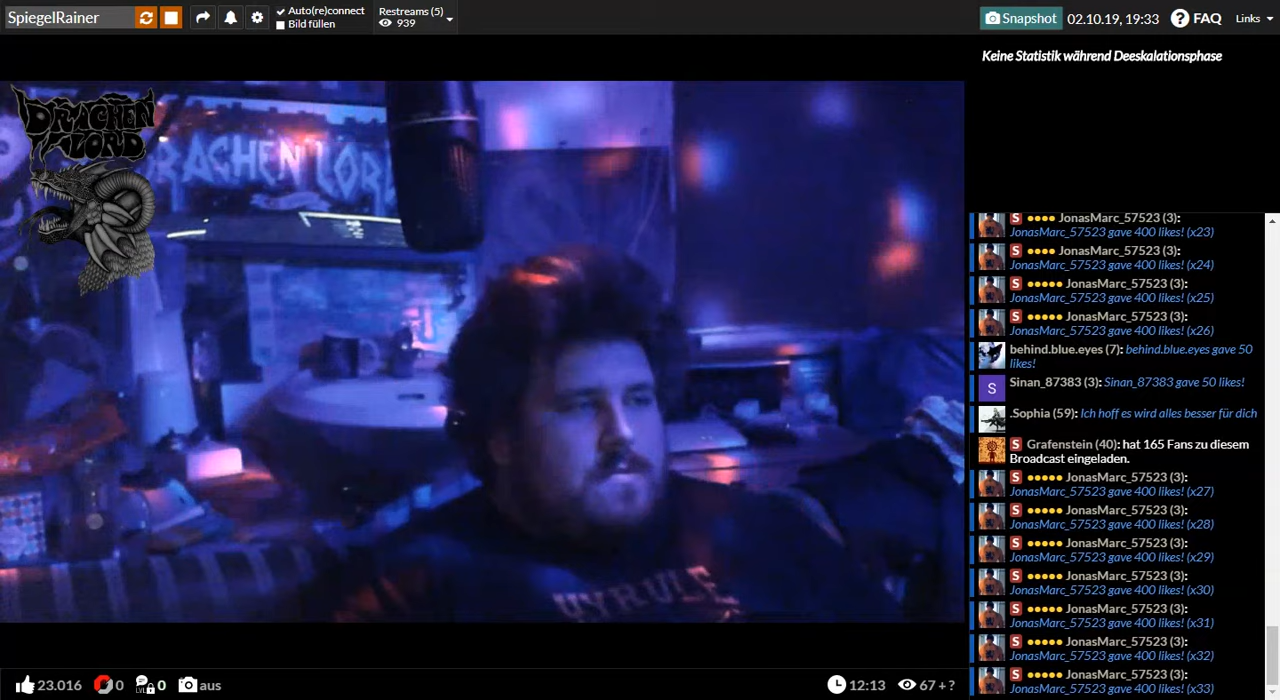 SpiegelRainer
Auto(re)connect
Bild füllen
Restreams (5)
939
Snapshot
02.10.19, 19:33
? FAQ
Links
Keine Statistik während Deeskalationsphase
DRACHEN
LORD
DRACHEN LORD
HYRULE
S JonasMarc_57523 (3):
JonasMarc_57523 gave 400 likes! (x23)
S JonasMarc_57523 (3):
JonasMarc_57523 gave 400 likes! (x24)
S JonasMarc_57523 (3):
JonasMarc_57523 gave 400 likes! (x25)
S JonasMarc_57523 (3):
JonasMarc_57523 gave 400 likes! (x26)
behind.blue.eyes (7): behind.blue.eyes gave 50
likes!
S
Sinan_87383 (3): Sinan_87383 gave 50 likes!
.Sophia (59): Ich hoff es wird alles besser für dich
S Grafenstein (40): hat 165 Fans zu diesem
Broadcast eingeladen.
S JonasMarc_57523 (3):
JonasMarc_57523 gave 400 likes! (x27)
S JonasMarc_57523 (3):
JonasMarc_57523 gave 400 likes! (x28)
S JonasMarc_57523 (3):
JonasMarc_57523 gave 400 likes! (x29)
S JonasMarc_57523 (3):
JonasMarc_57523 gave 400 likes! (x30)
S JonasMarc_57523 (3):
JonasMarc_57523 gave 400 likes! (x31)
S JonasMarc_57523 (3):
JonasMarc_57523 gave 400 likes! (x32)
S JonasMarc_57523 (3):
JonasMarc_57523 gave 400 likes! (x33)
23.016
0
0
aus
12:13
67 + ?